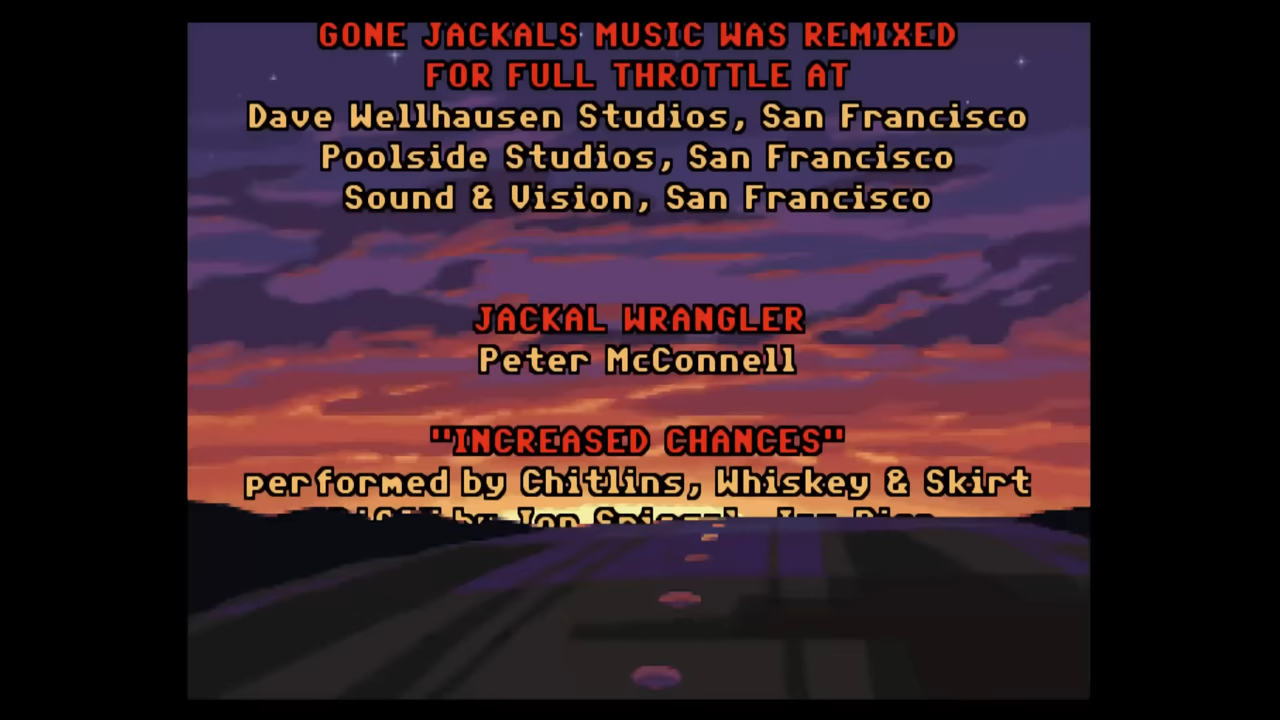 GONE JACKALS MUSIC WAS REMIXED
FOR FULL THROTTLE AT
Dave Wellhausen Studios, San Francisco
Poolside Studios, San Francisco
Sound & Vision, San Francisco
JACKAL WRANGLER
Peter McConnell
"INCREASED CHANCES"
performed by Chitlins, Whiskey & Skirt
by